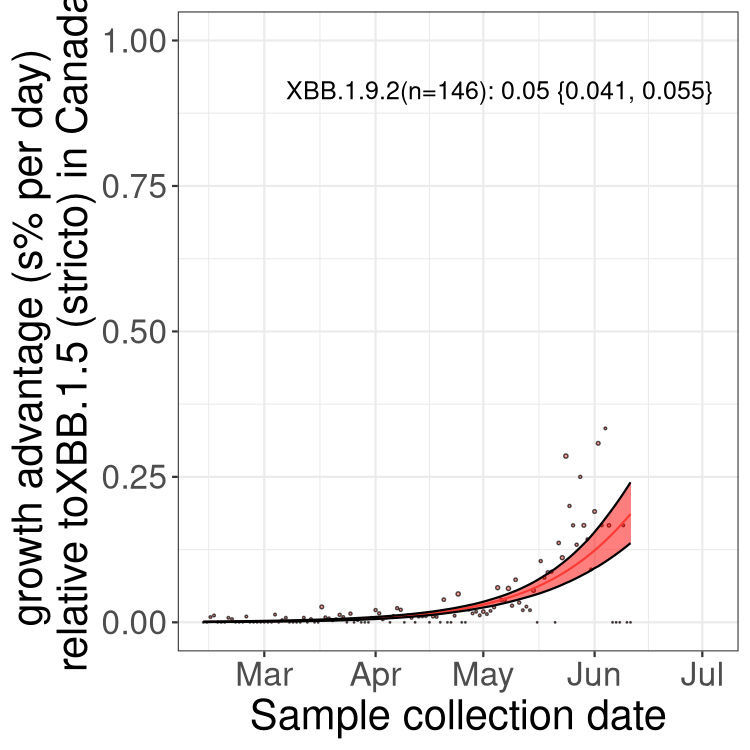 growth advantage (s% per day)
relative toXBB.1.5 (stricto) in Canada
1.00
0.75
0.50
0.25
0.00
XBB.1.9.2(n=146): 0.05 {0.041, 0.055}
Mar Apr May Jun Jul
Sample collection date